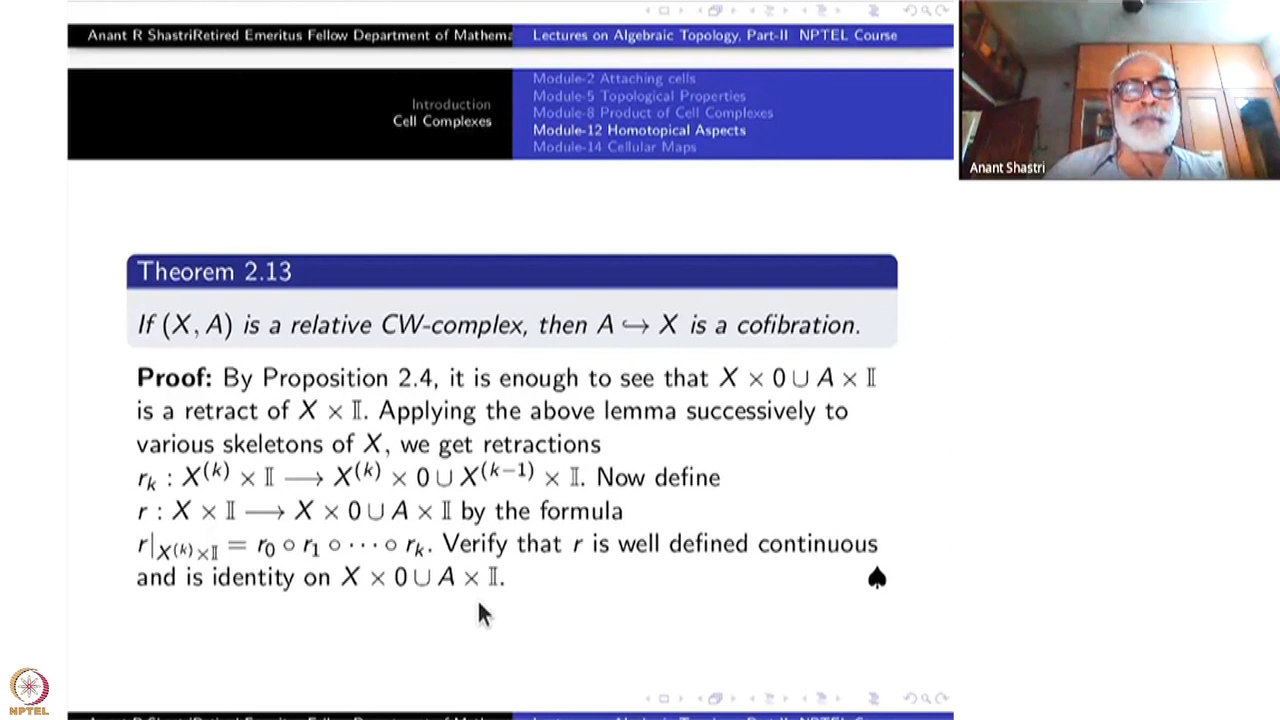 Anant R ShastriRetired Emeritus Fellow Department of Mathema
Lectures on Algebraic Topology, Part-II NPTEL Course
Introduction
Cell Complexes
Module-2 Attaching cells
Module-5 Topological Properties
Module-8 Product of Cell Complexes
Module-12 Homotopical Aspects
Module-14 Cellular Maps
Anant Shastri
Theorem 2.13
If (X, A) is a relative CW-complex, then A ↪ X is a cofibration.
Proof: By Proposition 2.4, it is enough to see that X × 0 ∪ A × 𝕀
is a retract of X × 𝕀. Applying the above lemma successively to
various skeletons of X, we get retractions
r_k : X^(k) × 𝕀 ⟶ X^(k) × 0 ∪ X^(k−1) × 𝕀. Now define
r : X × 𝕀 ⟶ X × 0 ∪ A × 𝕀 by the formula
r|_{X^(k)×𝕀} = r₀ ∘ r₁ ∘ ⋯ ∘ r_k. Verify that r is well defined continuous
and is identity on X × 0 ∪ A × 𝕀. ♠
NPTEL